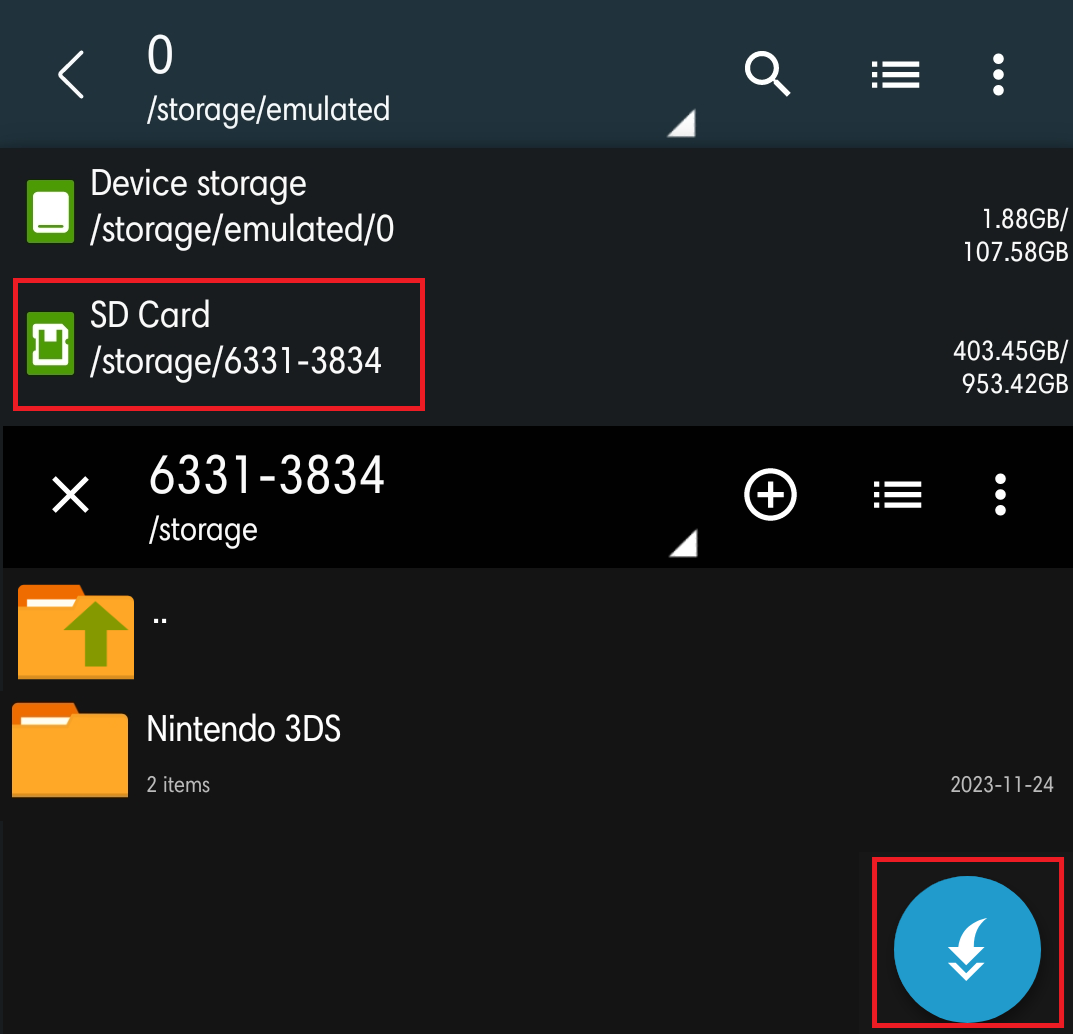 0
/storage/emulated
Device storage
/storage/emulated/0
1.88GB/
107.58GB
SD Card
/storage/6331-3834
403.45GB/
953.42GB
6331-3834
/storage
..
Nintendo 3DS
2 items
2023-11-24